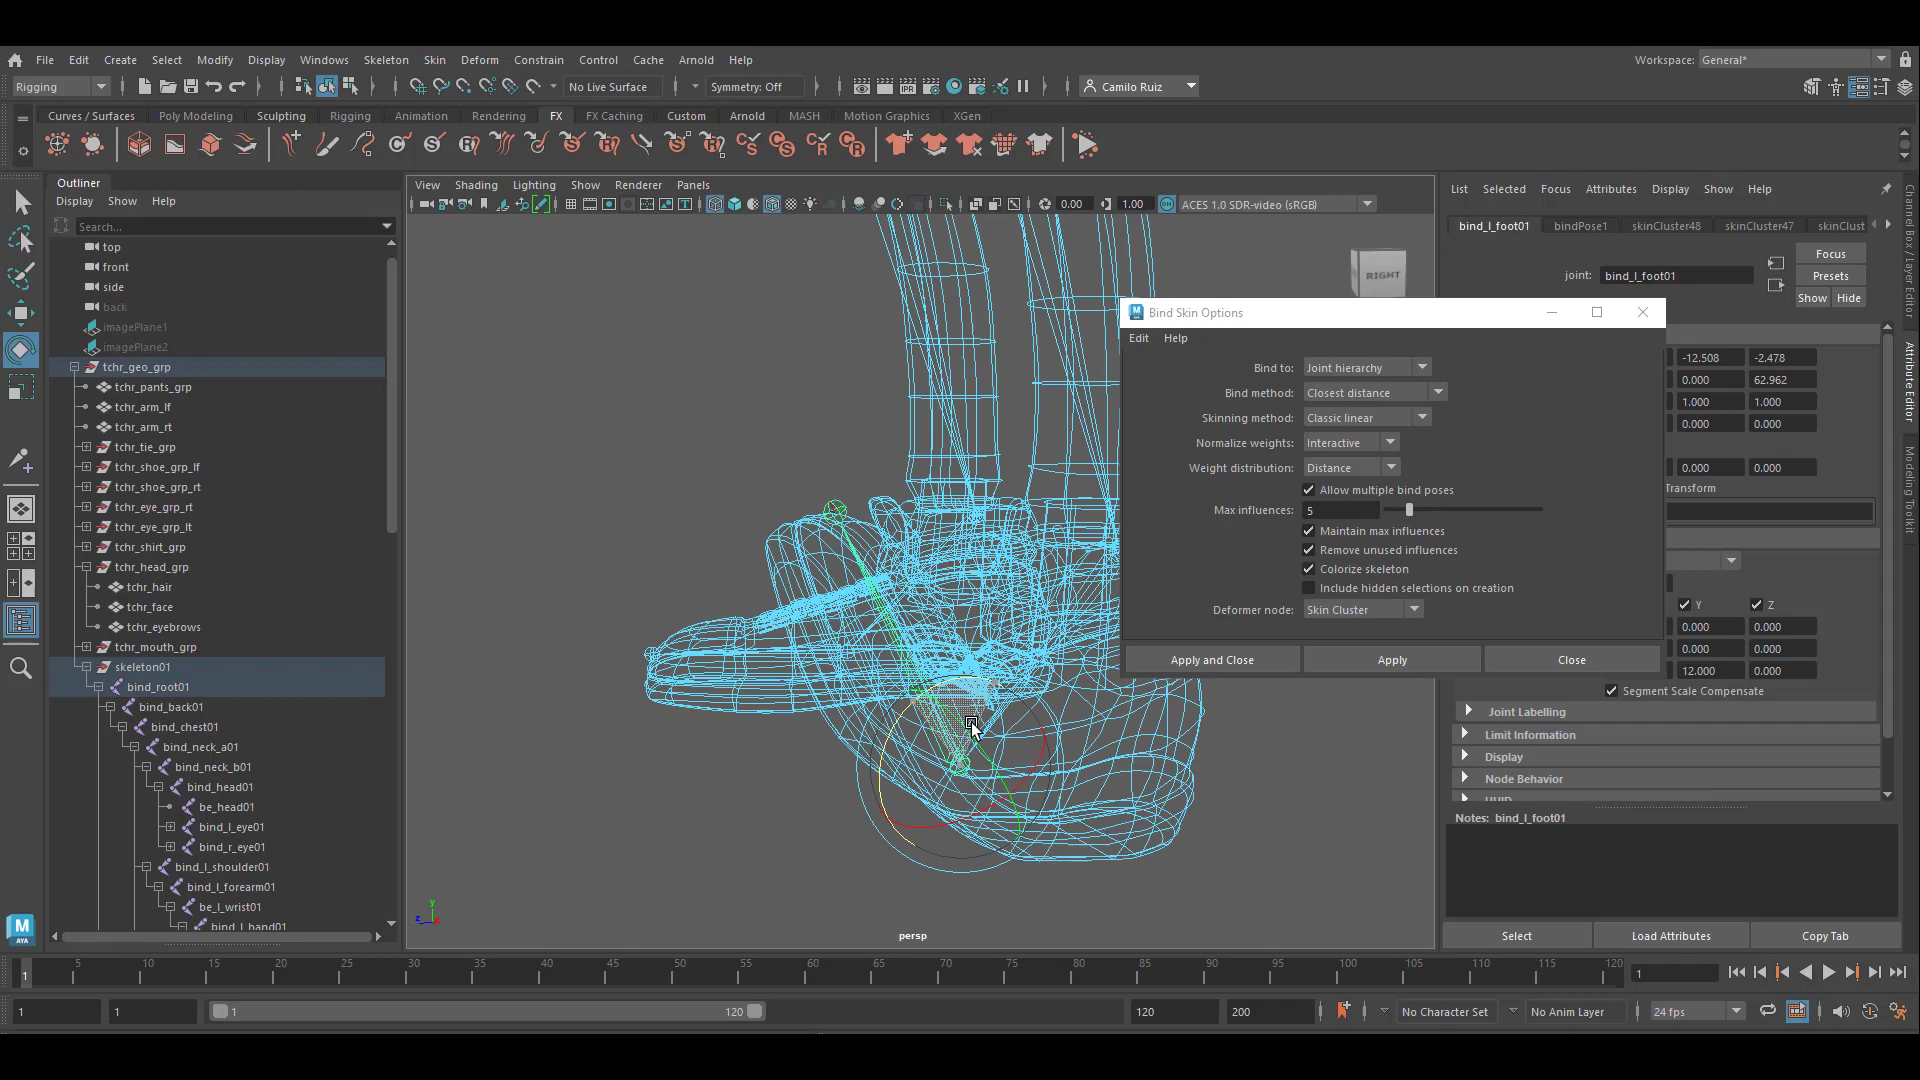 File Edit Create Select Modify Display Windows Skeleton Skin Deform Constrain Control Cache Arnold Help
Workspace: General*
Rigging
No Live Surface
Symmetry: Off
Camilo Ruiz
Curves / Surfaces Poly Modeling Sculpting Rigging Animation Rendering FX FX Caching Custom Arnold MASH Motion Graphics XGen
Outliner
Display Show Help
Search...
top
front
side
back
imagePlane1
imagePlane2
tchr_geo_grp
tchr_pants_grp
tchr_arm_lf
tchr_arm_rt
tchr_tie_grp
tchr_shoe_grp_lf
tchr_shoe_grp_rt
tchr_eye_grp_rt
tchr_eye_grp_lt
tchr_shirt_grp
tchr_head_grp
tchr_hair
tchr_face
tchr_eyebrows
tchr_mouth_grp
skeleton01
bind_root01
bind_back01
bind_chest01
bind_neck_a01
bind_neck_b01
bind_head01
be_head01
bind_l_eye01
bind_r_eye01
bind_l_shoulder01
bind_l_forearm01
be_l_wrist01
bind_l_hand01
View Shading Lighting Show Renderer Panels
0.00 1.00 ACES 1.0 SDR-video (sRGB)
RIGHT
y
z x
persp
Bind Skin Options
Edit Help
Bind to: Joint hierarchy
Bind method: Closest distance
Skinning method: Classic linear
Normalize weights: Interactive
Weight distribution: Distance
Allow multiple bind poses
Max influences: 5
Maintain max influences
Remove unused influences
Colorize skeleton
Include hidden selections on creation
Deformer node: Skin Cluster
Apply and Close Apply Close
List Selected Focus Attributes Display Show Help
bind_l_foot01 bindPose1 skinCluster48 skinCluster47 skinClust
Focus
joint: bind_l_foot01
Presets
Show Hide
-12.508 -2.478
0.000 62.962
1.000 1.000
0.000 0.000
0.000 0.000
Transform
Y Z
0.000 0.000
0.000 0.000
12.000 0.000
Segment Scale Compensate
Joint Labelling
Limit Information
Display
Node Behavior
UUID
Notes: bind_l_foot01
Select Load Attributes Copy Tab
Channel Box / Layer Editor
Attribute Editor
Modeling Toolkit
M
AYA
1 5 10 15 20 25 30 35 40 45 50 55 60 65 70 75 80 85 90 95 100 105 110 115 120
1
1 1 1 120 120 200
No Character Set
No Anim Layer
24 fps